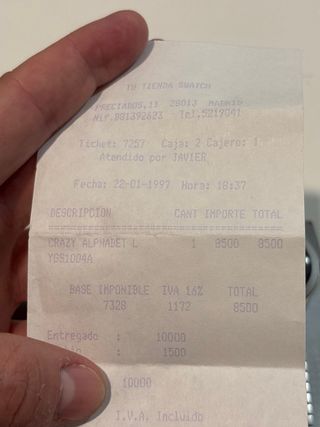 TU TIENDA SWATCH
PRECIADOS,11 28013 MADRID
Tel.5219041
Ticket: 7257 Caja: 2 Cajero: 1
Atendido por JAVIER
Fecha: 22-01-1997 Hora: 18:37
DESCRIPCION CANT IMPORTE TOTAL
CRAZY ALPHABET L 1 8500 8500
YGS1004A
BASE IMPONIBLE IVA 16% TOTAL
7328 1172 8500
Entregado : 10000
: 1500
10000
I.V.A. Incluido